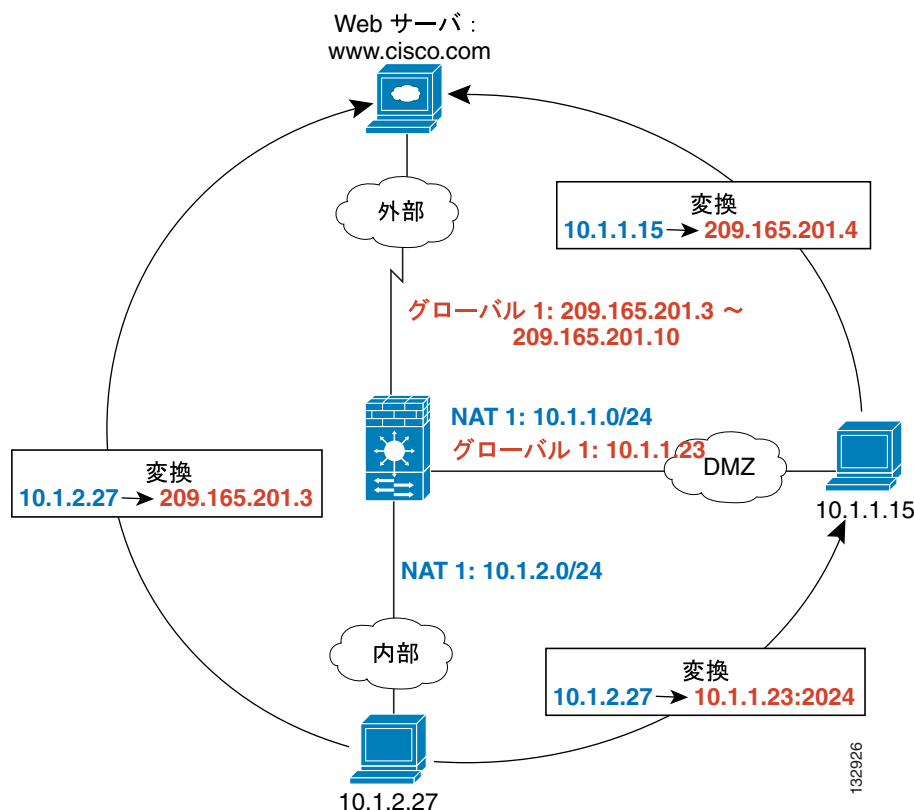 Web サーバ :
www.cisco.com
外部
変換
10.1.1.15 → 209.165.201.4
グローバル 1: 209.165.201.3 ~
209.165.201.10
NAT 1: 10.1.1.0/24
グローバル 1: 10.1.1.23
DMZ
10.1.1.15
変換
10.1.2.27 → 209.165.201.3
NAT 1: 10.1.2.0/24
内部
変換
10.1.2.27 → 10.1.1.23:2024
10.1.2.27
132926